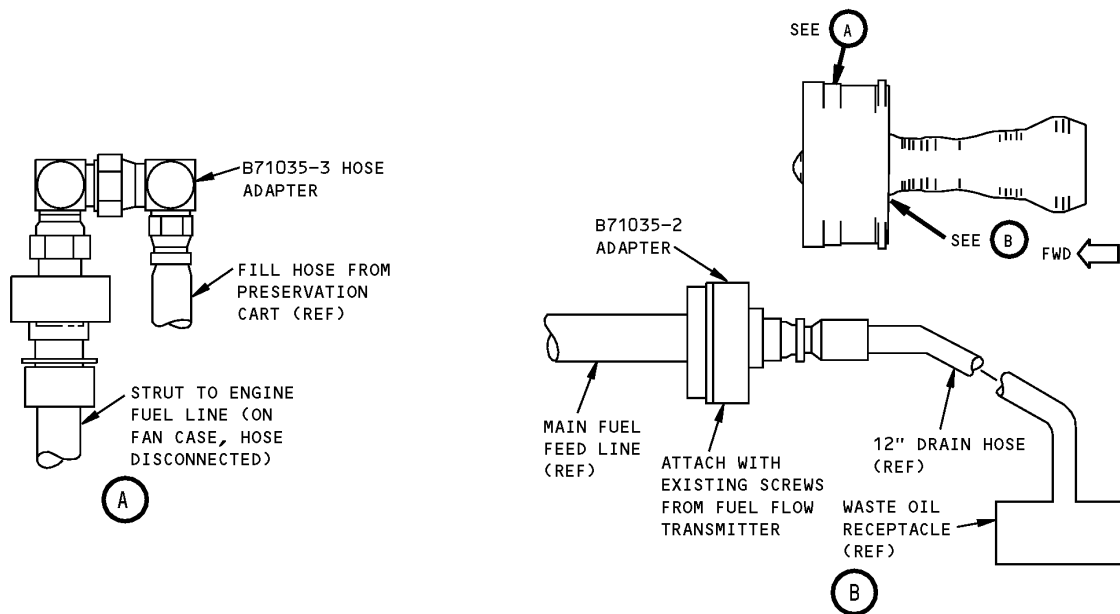 SEE A
B71035-3 HOSE
ADAPTER
FILL HOSE FROM
PRESERVATION
CART (REF)
STRUT TO ENGINE
FUEL LINE (ON
FAN CASE, HOSE
DISCONNECTED)
A
SEE B
FWD
B71035-2
ADAPTER
MAIN FUEL
FEED LINE
(REF)
ATTACH WITH
EXISTING SCREWS
FROM FUEL FLOW
TRANSMITTER
12" DRAIN HOSE
(REF)
WASTE OIL
RECEPTACLE
(REF)
B